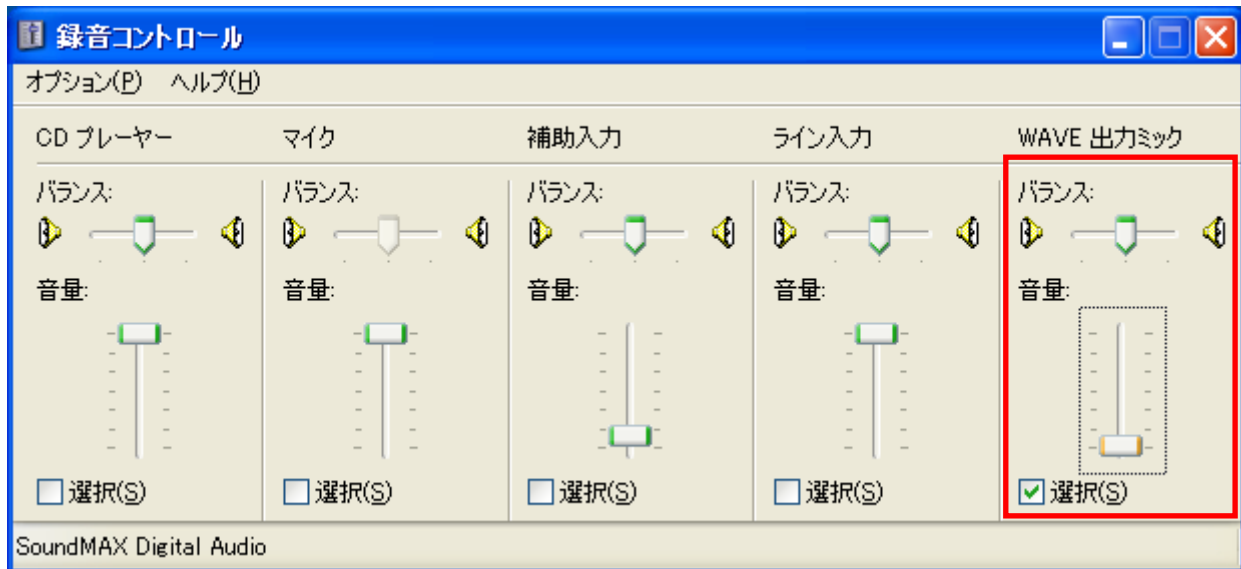 録音コントロール
オプション(P) ヘルプ(H)
CD プレーヤー マイク 補助入力 ライン入力 WAVE 出力ミック
バランス: バランス: バランス: バランス: バランス:
音量: 音量: 音量: 音量: 音量:
選択(S) 選択(S) 選択(S) 選択(S) 選択(S)
SoundMAX Digital Audio